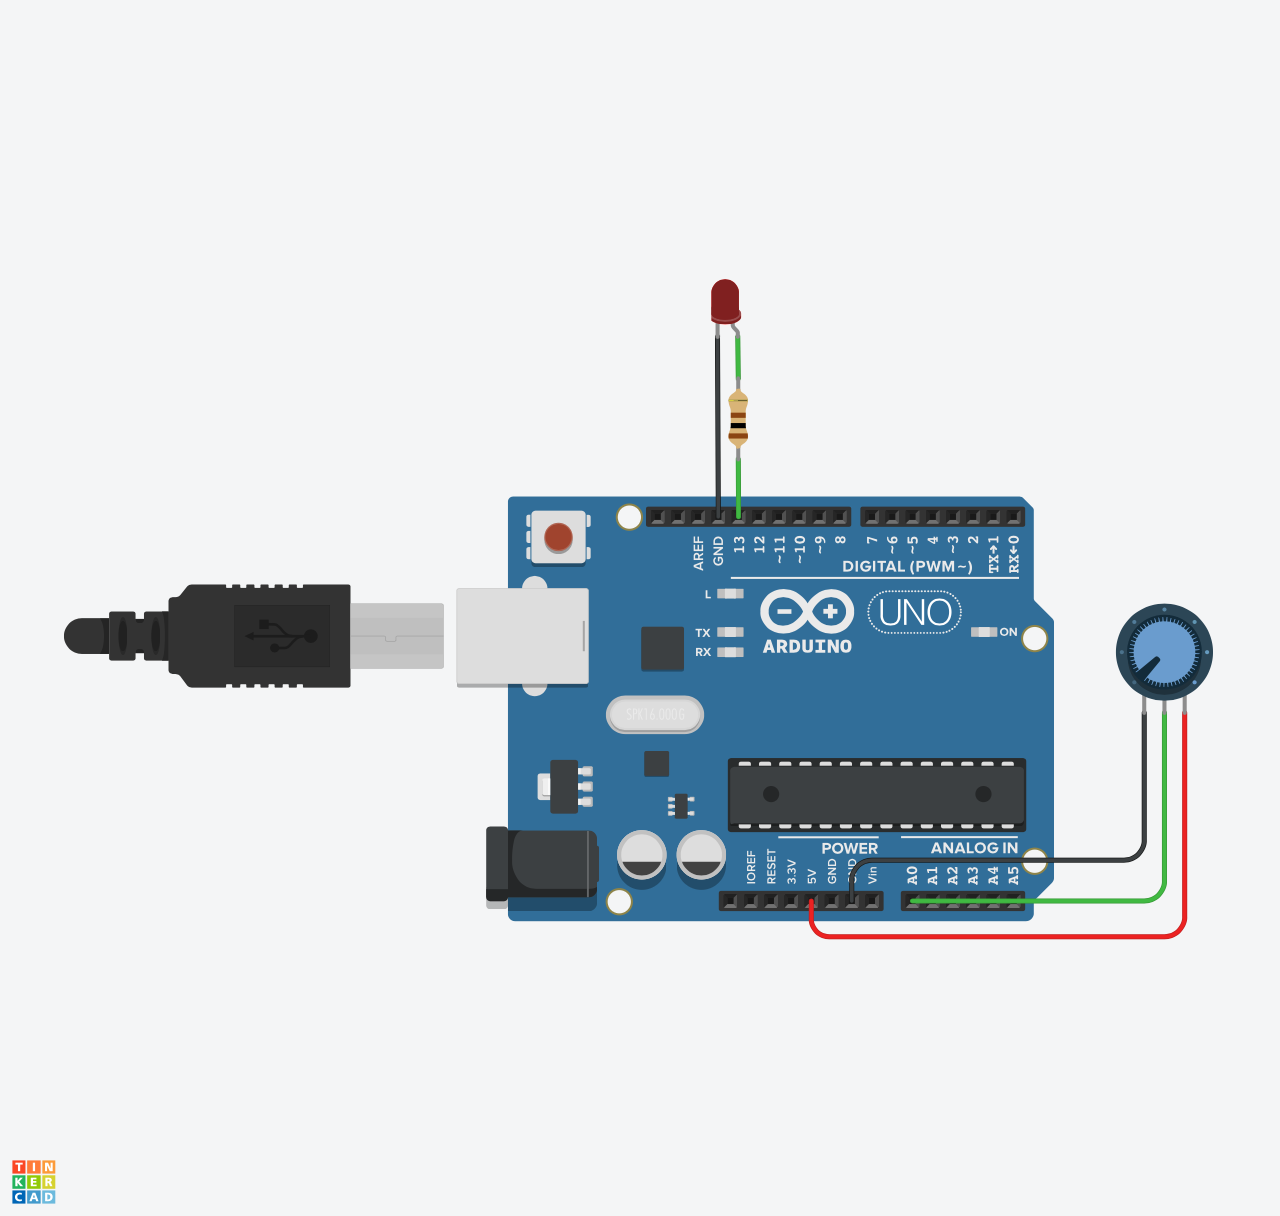 AREF
GND
13
12
~11
~10
~9
8
7
~6
~5
4
~3
2
TX→1
RX←0
DIGITAL (PWM~)
L
TX
RX
ARDUINO
UNO
ON
SPK16.000G
POWER
ANALOG IN
IOREF
RESET
3.3V
5V
GND
GND
Vin
A0
A1
A2
A3
A4
A5
TIN
KER
CAD